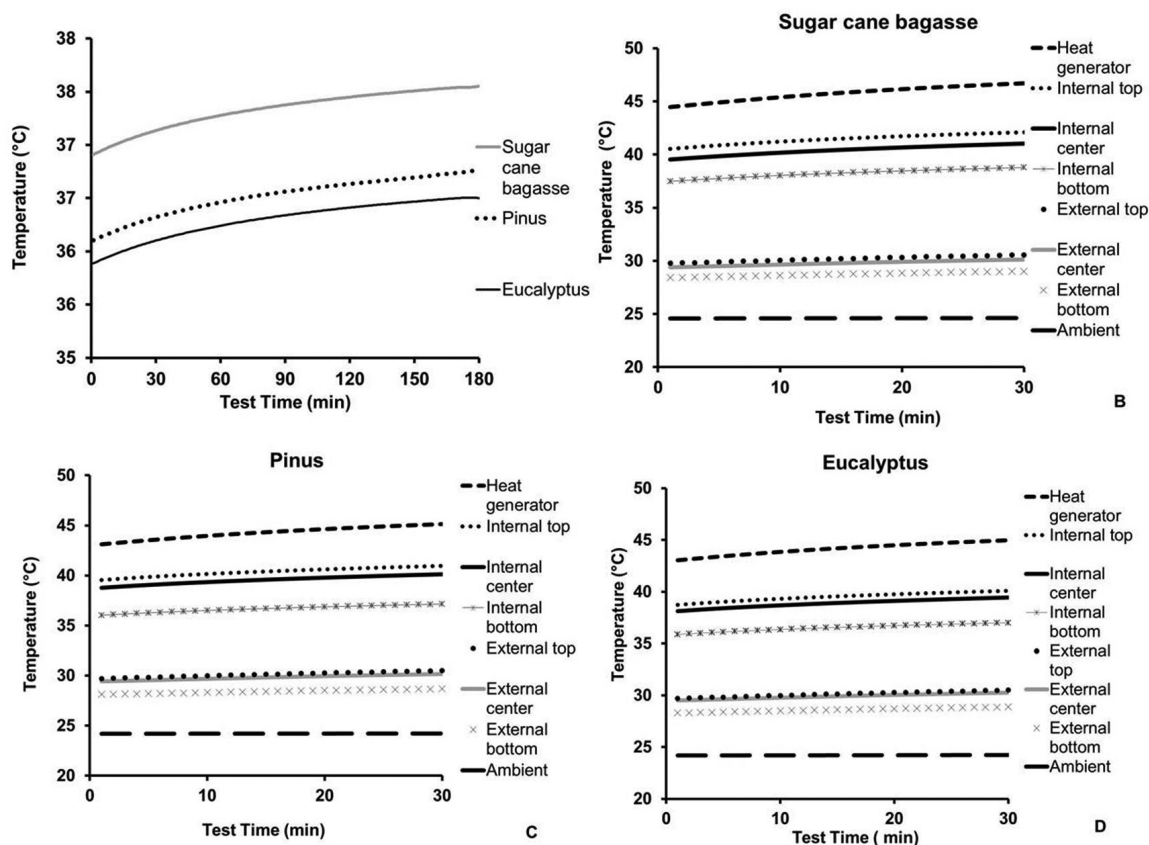 38
38
37
37
36
36
35
0 30 60 90 120 150 180
Temperature (°C)
Test Time (min)
Sugar
cane
bagasse
Pinus
Eucalyptus
Sugar cane bagasse
50
45
40
35
30
25
20
0 10 20 30
Temperature (°C)
Test Time (min)
Heat
generator
Internal top
Internal
center
Internal
bottom
External top
External
center
External
bottom
Ambient
B
Pinus
50
45
40
35
30
25
20
0 10 20 30
Temperature (°C)
Test Time (min)
Heat
generator
Internal top
Internal
center
Internal
bottom
External top
External
center
External
bottom
Ambient
C
Eucalyptus
50
45
40
35
30
25
20
0 10 20 30
Temperature (°C)
Test Time ( min)
Heat
generator
Internal top
Internal
center
Internal
bottom
External
top
External
center
External
bottom
Ambient
D